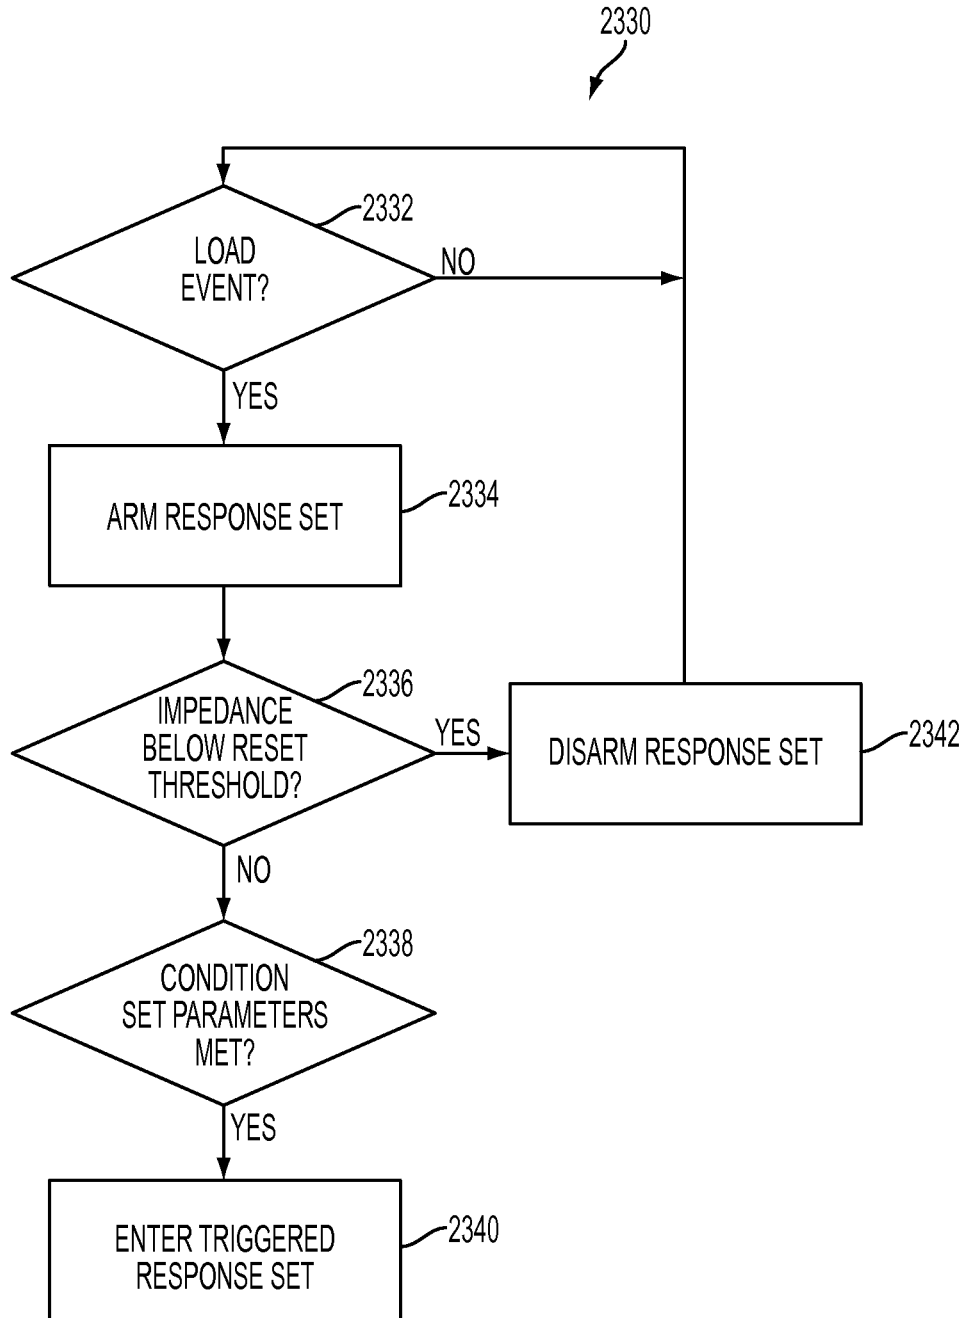 2330
2332
LOAD
EVENT?
NO
YES
ARM RESPONSE SET
2334
2336
IMPEDANCE
BELOW RESET
THRESHOLD?
YES
DISARM RESPONSE SET
2342
NO
2338
CONDITION
SET PARAMETERS
MET?
YES
ENTER TRIGGERED
RESPONSE SET
2340